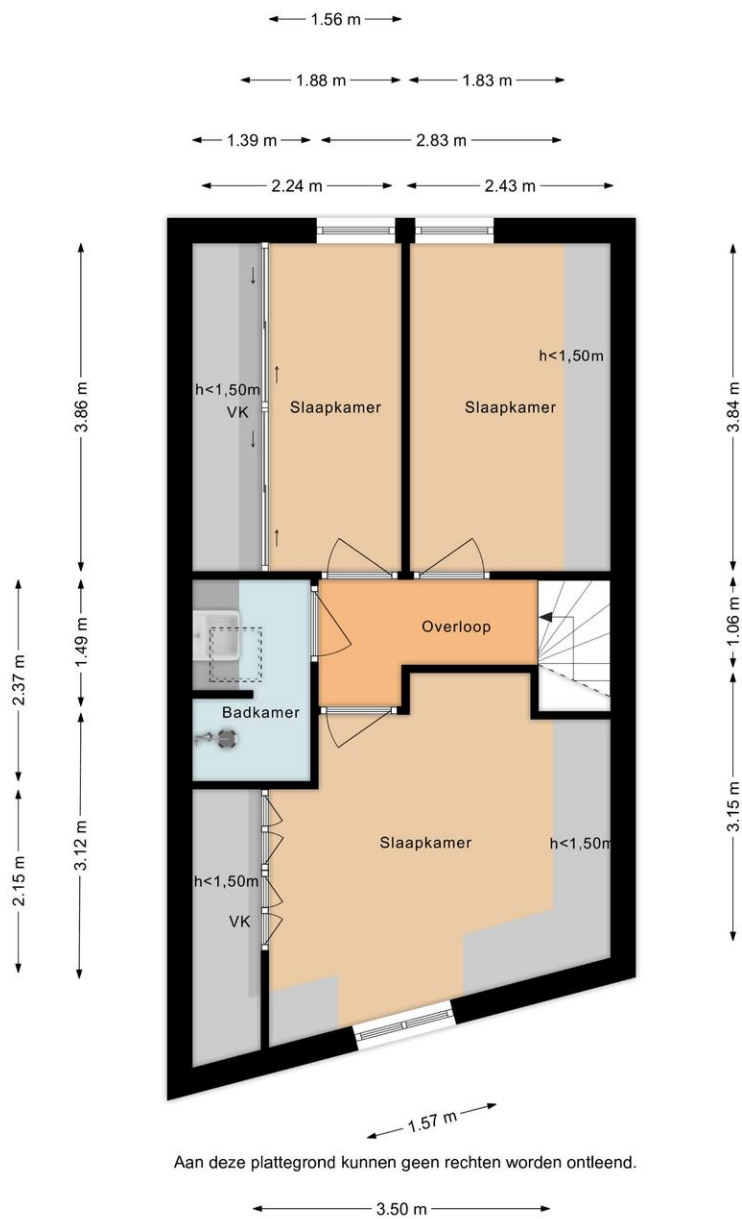 1.56 m
1.88 m 1.83 m
1.39 m 2.83 m
2.24 m 2.43 m
3.86 m
3.84 m
h<1,50m
h<1,50m
VK
Slaapkamer
Slaapkamer
1.49 m
1.06 m
2.37 m
Overloop
Badkamer
3.12 m
3.15 m
2.15 m
Slaapkamer
h<1,50m
h<1,50m
VK
1.57 m
Aan deze plattegrond kunnen geen rechten worden ontleend.
3.50 m